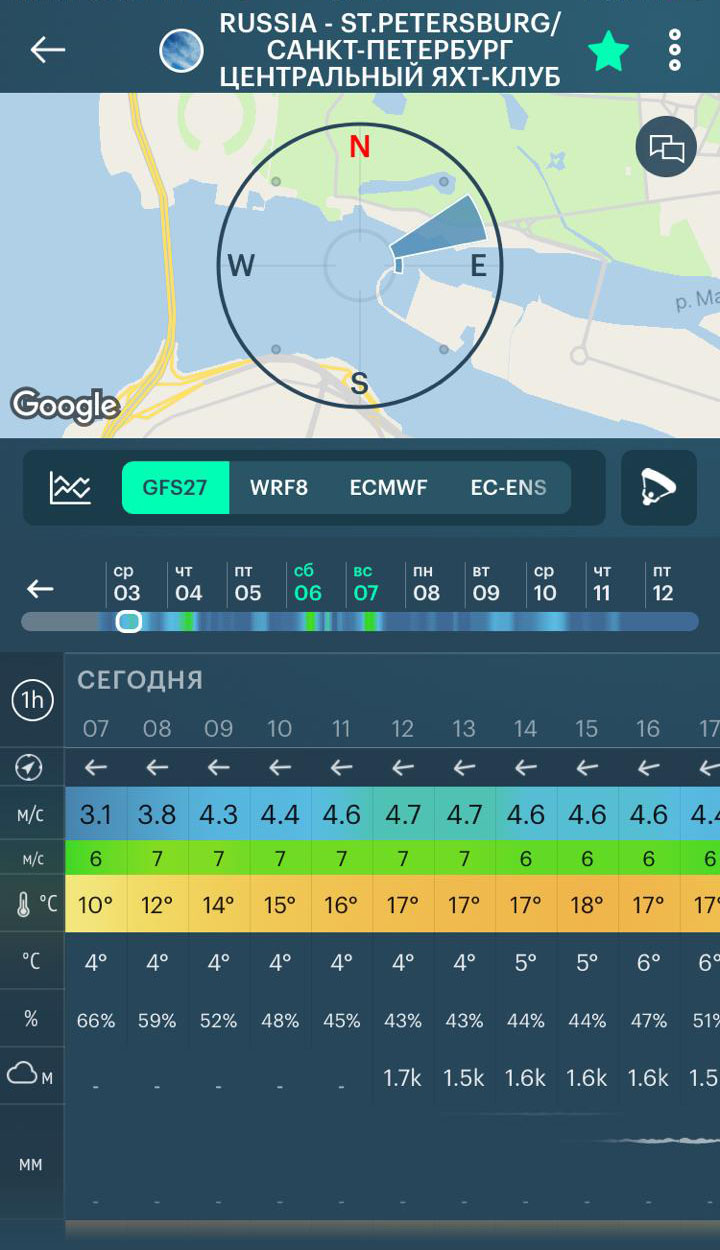 RUSSIA - ST.PETERSBURG/
САНКТ-ПЕТЕРБУРГ
ЦЕНТРАЛЬНЫЙ ЯХТ-КЛУБ
N
W E
р. Ма
S
Google
GFS27 WRF8 ECMWF EC-ENS
ср чт пт сб вс пн вт ср чт пт
03 04 05 06 07 08 09 10 11 12
1h СЕГОДНЯ
07 08 09 10 11 12 13 14 15 16 17
м/с 3.1 3.8 4.3 4.4 4.6 4.7 4.7 4.6 4.6 4.6 4.4
м/с 6 7 7 7 7 7 7 6 6 6 6
°C 10° 12° 14° 15° 16° 17° 17° 17° 18° 17° 17°
°C 4° 4° 4° 4° 4° 4° 4° 5° 5° 6° 6°
% 66% 59% 52% 48% 45% 43% 43% 44% 44% 47% 51%
м - - - - - 1.7k 1.5k 1.6k 1.6k 1.6k 1.5
мм
- - - - - - - - - - -